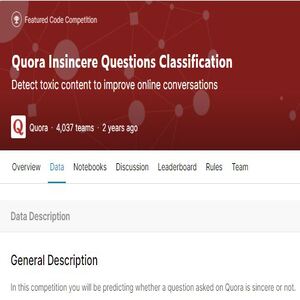 Featured Code Competition
Quora Insincere Questions Classification
Detect toxic content to improve online conversations
Q Quora · 4,037 teams · 2 years ago
Overview Data Notebooks Discussion Leaderboard Rules Team
Data Description
General Description
In this competition you will be predicting whether a question asked on Quora is sincere or not.